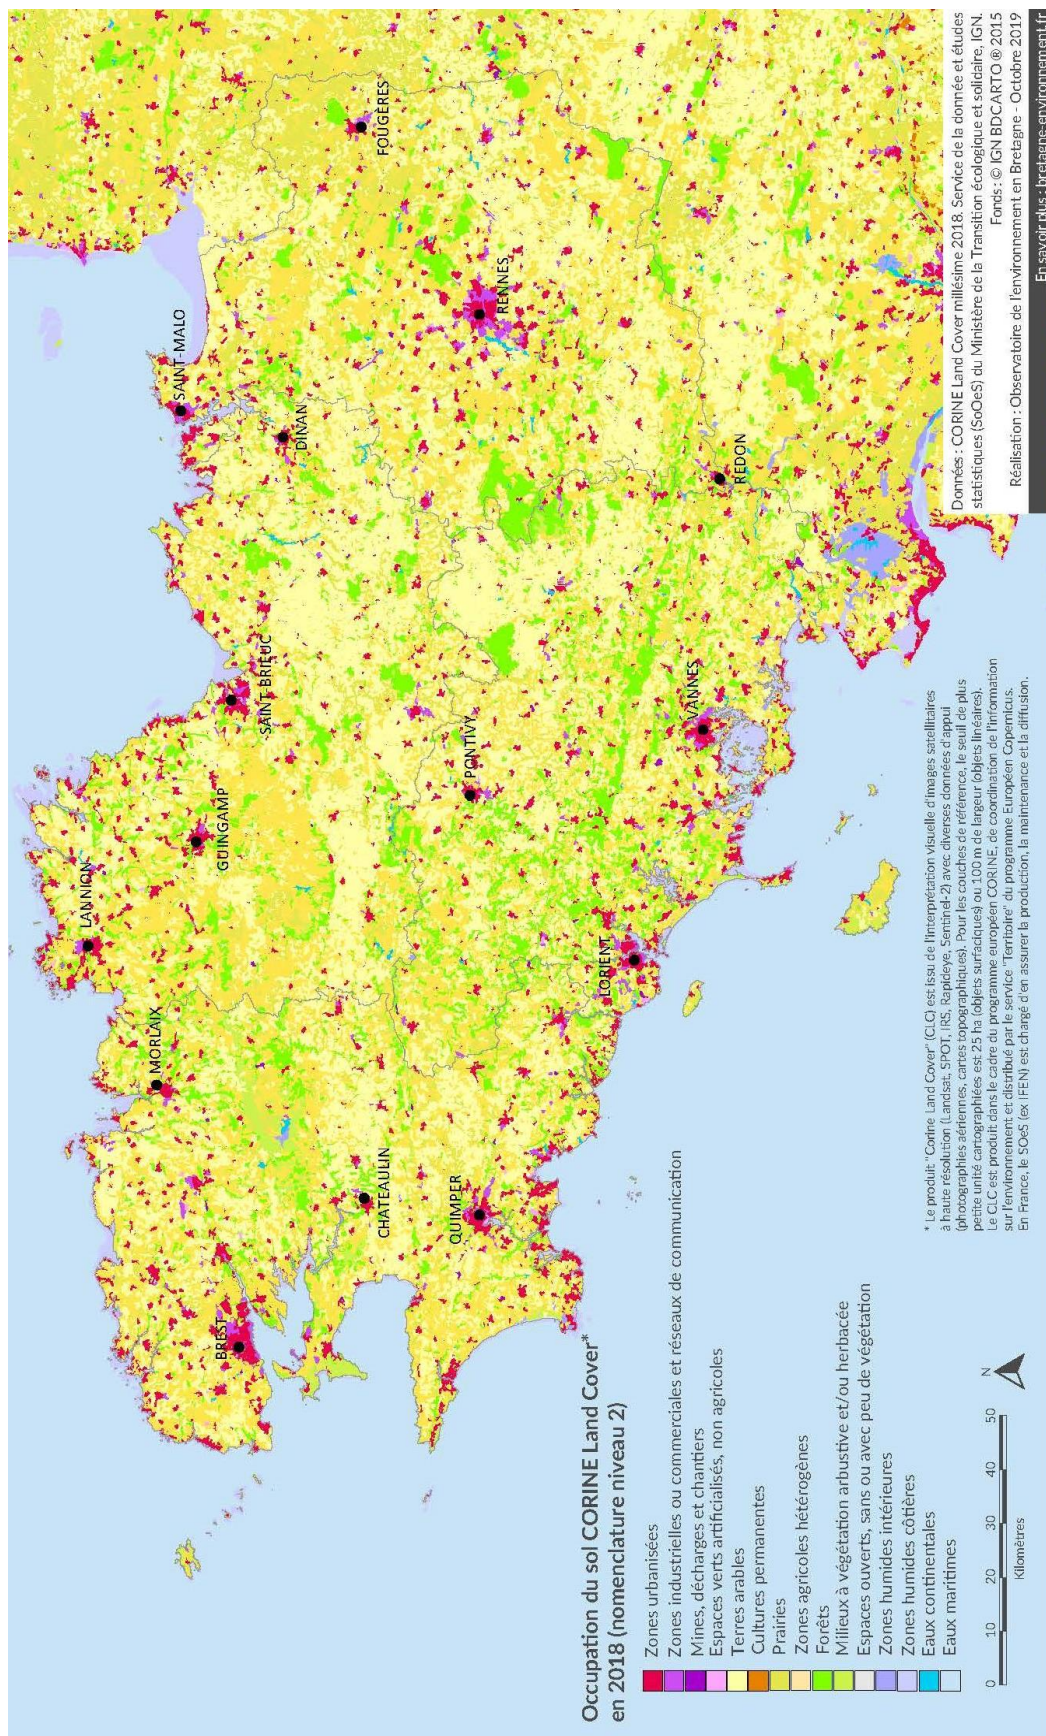 SAINT-MALO
LANNION
MORLAIX
GUINGAMP
SAINT-BRIEUC
DINAN
FOUGÈRES
BREST
CHATEAULIN
PONTIVY
RENNES
QUIMPER
LORIENT
VANNES
REDON
Occupation du sol CORINE Land Cover*
en 2018 (nomenclature niveau 2)
Zones urbanisées
Zones industrielles ou commerciales et réseaux de communication
Mines, décharges et chantiers
Espaces verts artificialisés, non agricoles
Terres arables
Cultures permanentes
Prairies
Zones agricoles hétérogènes
Forêts
Milieux à végétation arbustive et/ou herbacée
Espaces ouverts, sans ou avec peu de végétation
Zones humides intérieures
Zones humides côtières
Eaux continentales
Eaux maritimes
0 10 20 30 40 50
Kilomètres
N
* Le produit "Corine Land Cover" (CLC) est issu de l'interprétation visuelle d'images satellitaires
à haute résolution (Landsat, SPOT, IRS, Rapideye, Sentinel-2) avec diverses données d'appui
(photographies aériennes, cartes topographiques). Pour les couches de référence, le seuil de plus
petite unité cartographiées est 25 ha (objets surfaciques) ou 100 m de largeur (objets linéaires).
Le CLC est produit dans le cadre du programme européen CORINE, de coordination de l'information
sur l'environnement et distribué par le service "Territoire" du programme Européen Copernicus.
En France, le SOeS (ex IFEN) est chargé d'en assurer la production, la maintenance et la diffusion.
Données : CORINE Land Cover millésime 2018. Service de la donnée et études
statistiques (SoOeS) du Ministère de la Transition écologique et solidaire, IGN.
Fonds : © IGN BDCARTO ® 2015
Réalisation : Observatoire de l'environnement en Bretagne - Octobre 2019
En savoir plus : bretagne-environnement.fr